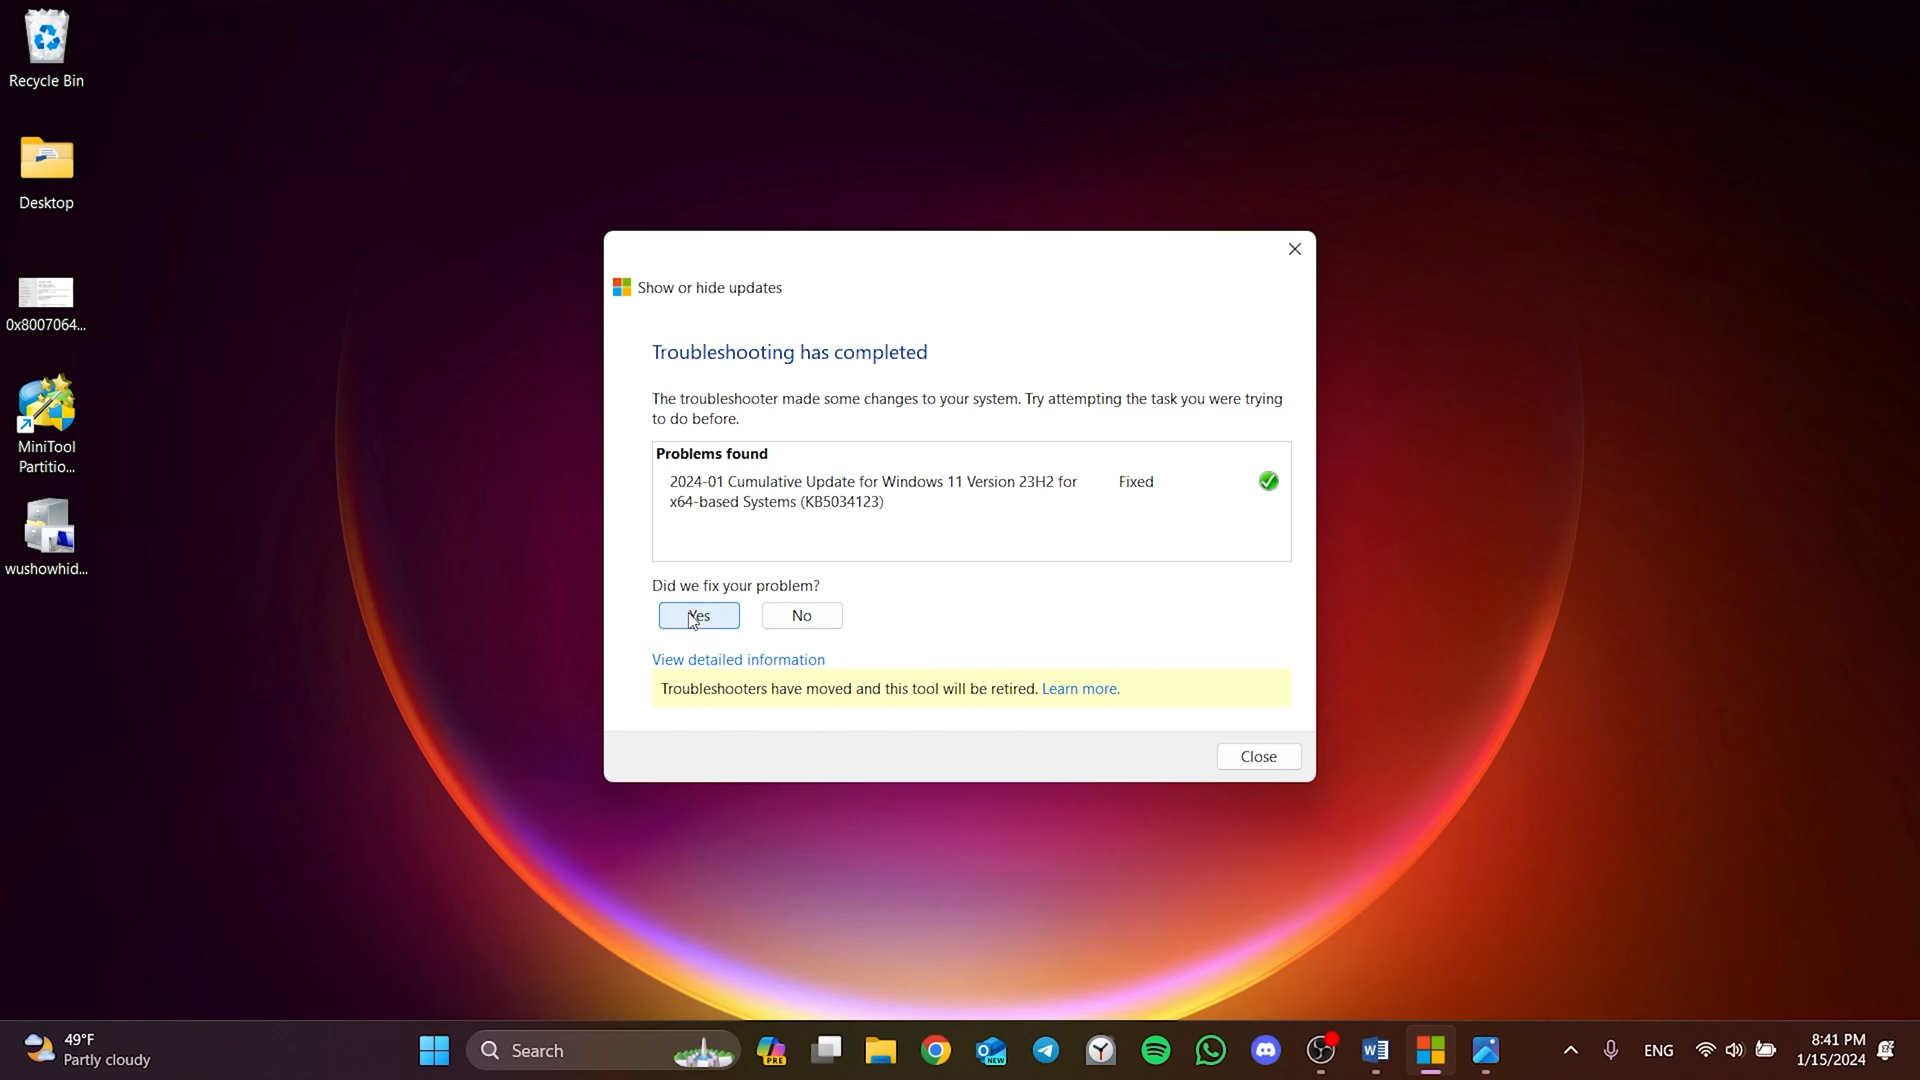 Recycle Bin
Desktop
0x8007064...
MiniTool
Partitio...
wushowhid...
Show or hide updates
Troubleshooting has completed
The troubleshooter made some changes to your system. Try attempting the task you were trying
to do before.
Problems found
2024-01 Cumulative Update for Windows 11 Version 23H2 for Fixed
x64-based Systems (KB5034123)
Did we fix your problem?
Yes No
View detailed information
Troubleshooters have moved and this tool will be retired. Learn more.
Close
49°F
Partly cloudy
Search
PRE
NEW
ENG
8:41 PM
1/15/2024